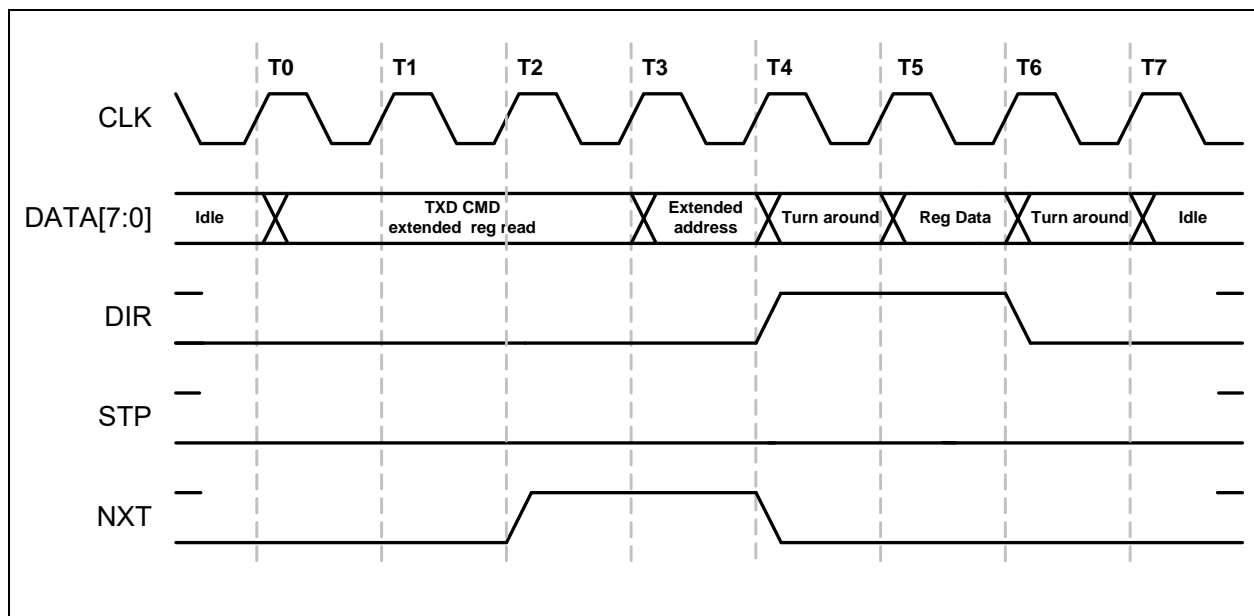 T0 T1 T2 T3 T4 T5 T6 T7
CLK
DATA[7:0]
Idle
TXD CMD
extended reg read
Extended
address
Turn around
Reg Data
Turn around
Idle
DIR
STP
NXT